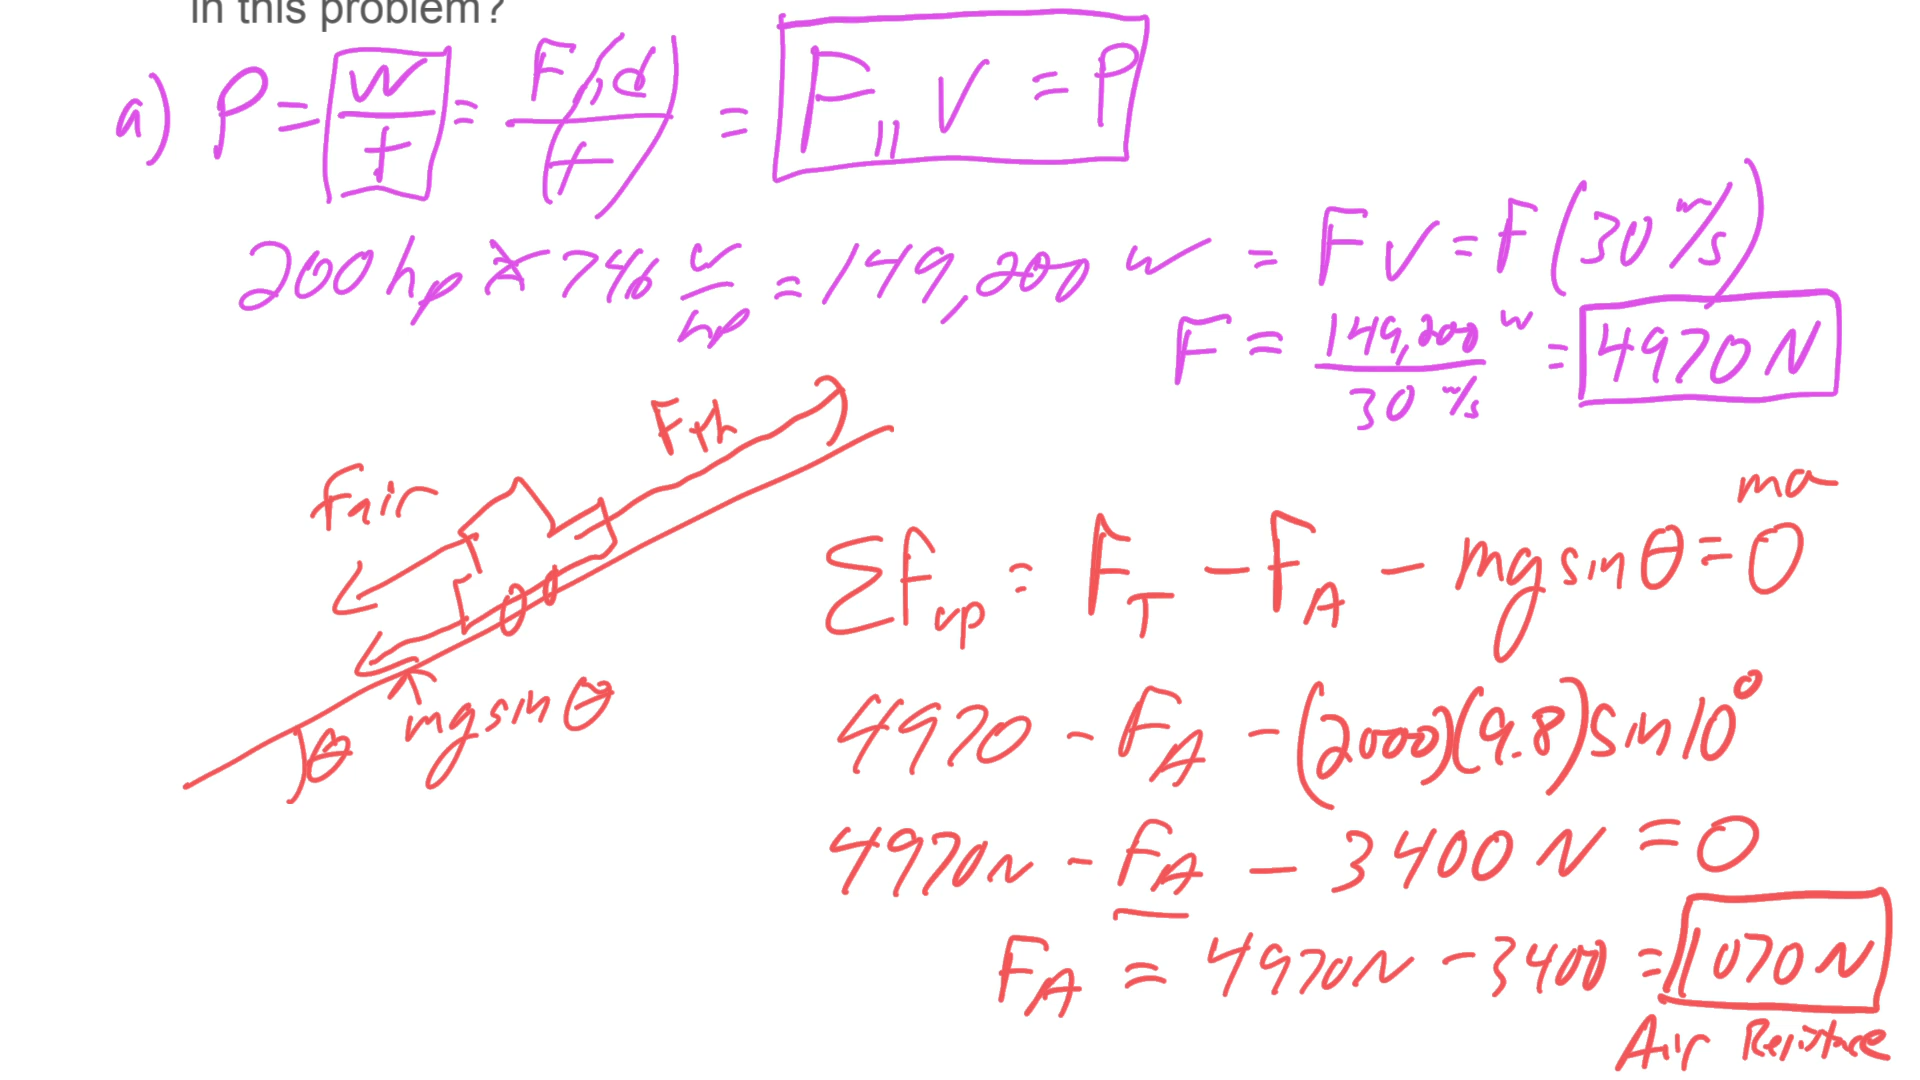 in this problem?
a) P = W/t = F∥d/t = F∥ V = P
200 hp × 746 W/hp = 149,200 W = FV = F(30 m/s)
F = 149,200 W / 30 m/s = 4970 N
Fth
Fair
mg sin θ
θ
ma
ΣFup = FT - FA - mg sin θ = 0
4970 - FA - (2000)(9.8) sin 10°
4970N - FA - 3400 N = 0
FA = 4970N - 3400 = 1070 N
Air Resistance